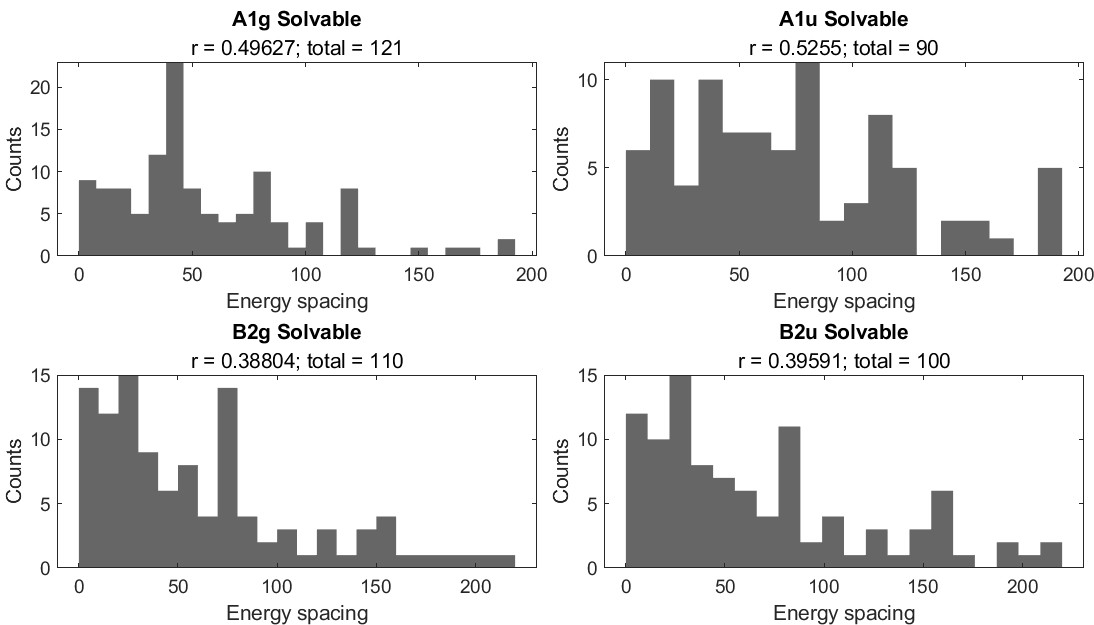 A1g Solvable
r = 0.49627; total = 121
20
15
10
5
0
Counts
0 50 100 150 200
Energy spacing
A1u Solvable
r = 0.5255; total = 90
10
5
0
Counts
0 50 100 150 200
Energy spacing
B2g Solvable
r = 0.38804; total = 110
15
10
5
0
Counts
0 50 100 150 200
Energy spacing
B2u Solvable
r = 0.39591; total = 100
15
10
5
0
Counts
0 50 100 150 200
Energy spacing